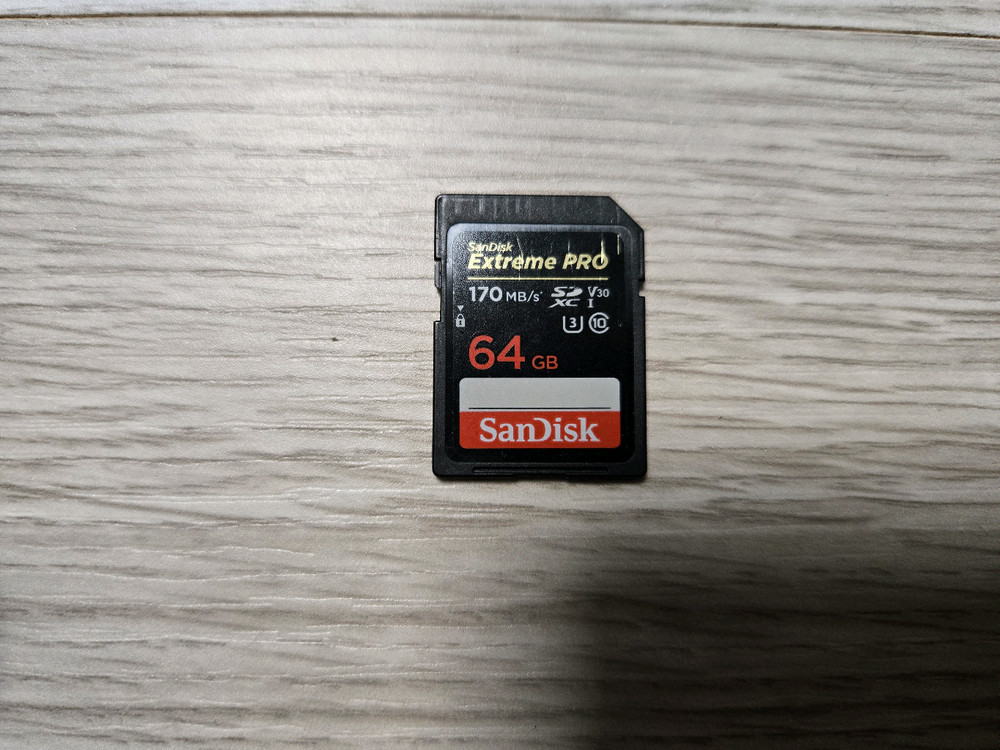 SanDisk
Extreme PRO
170 MB/s* SD XC V30 I
3 10
64 GB
SanDisk